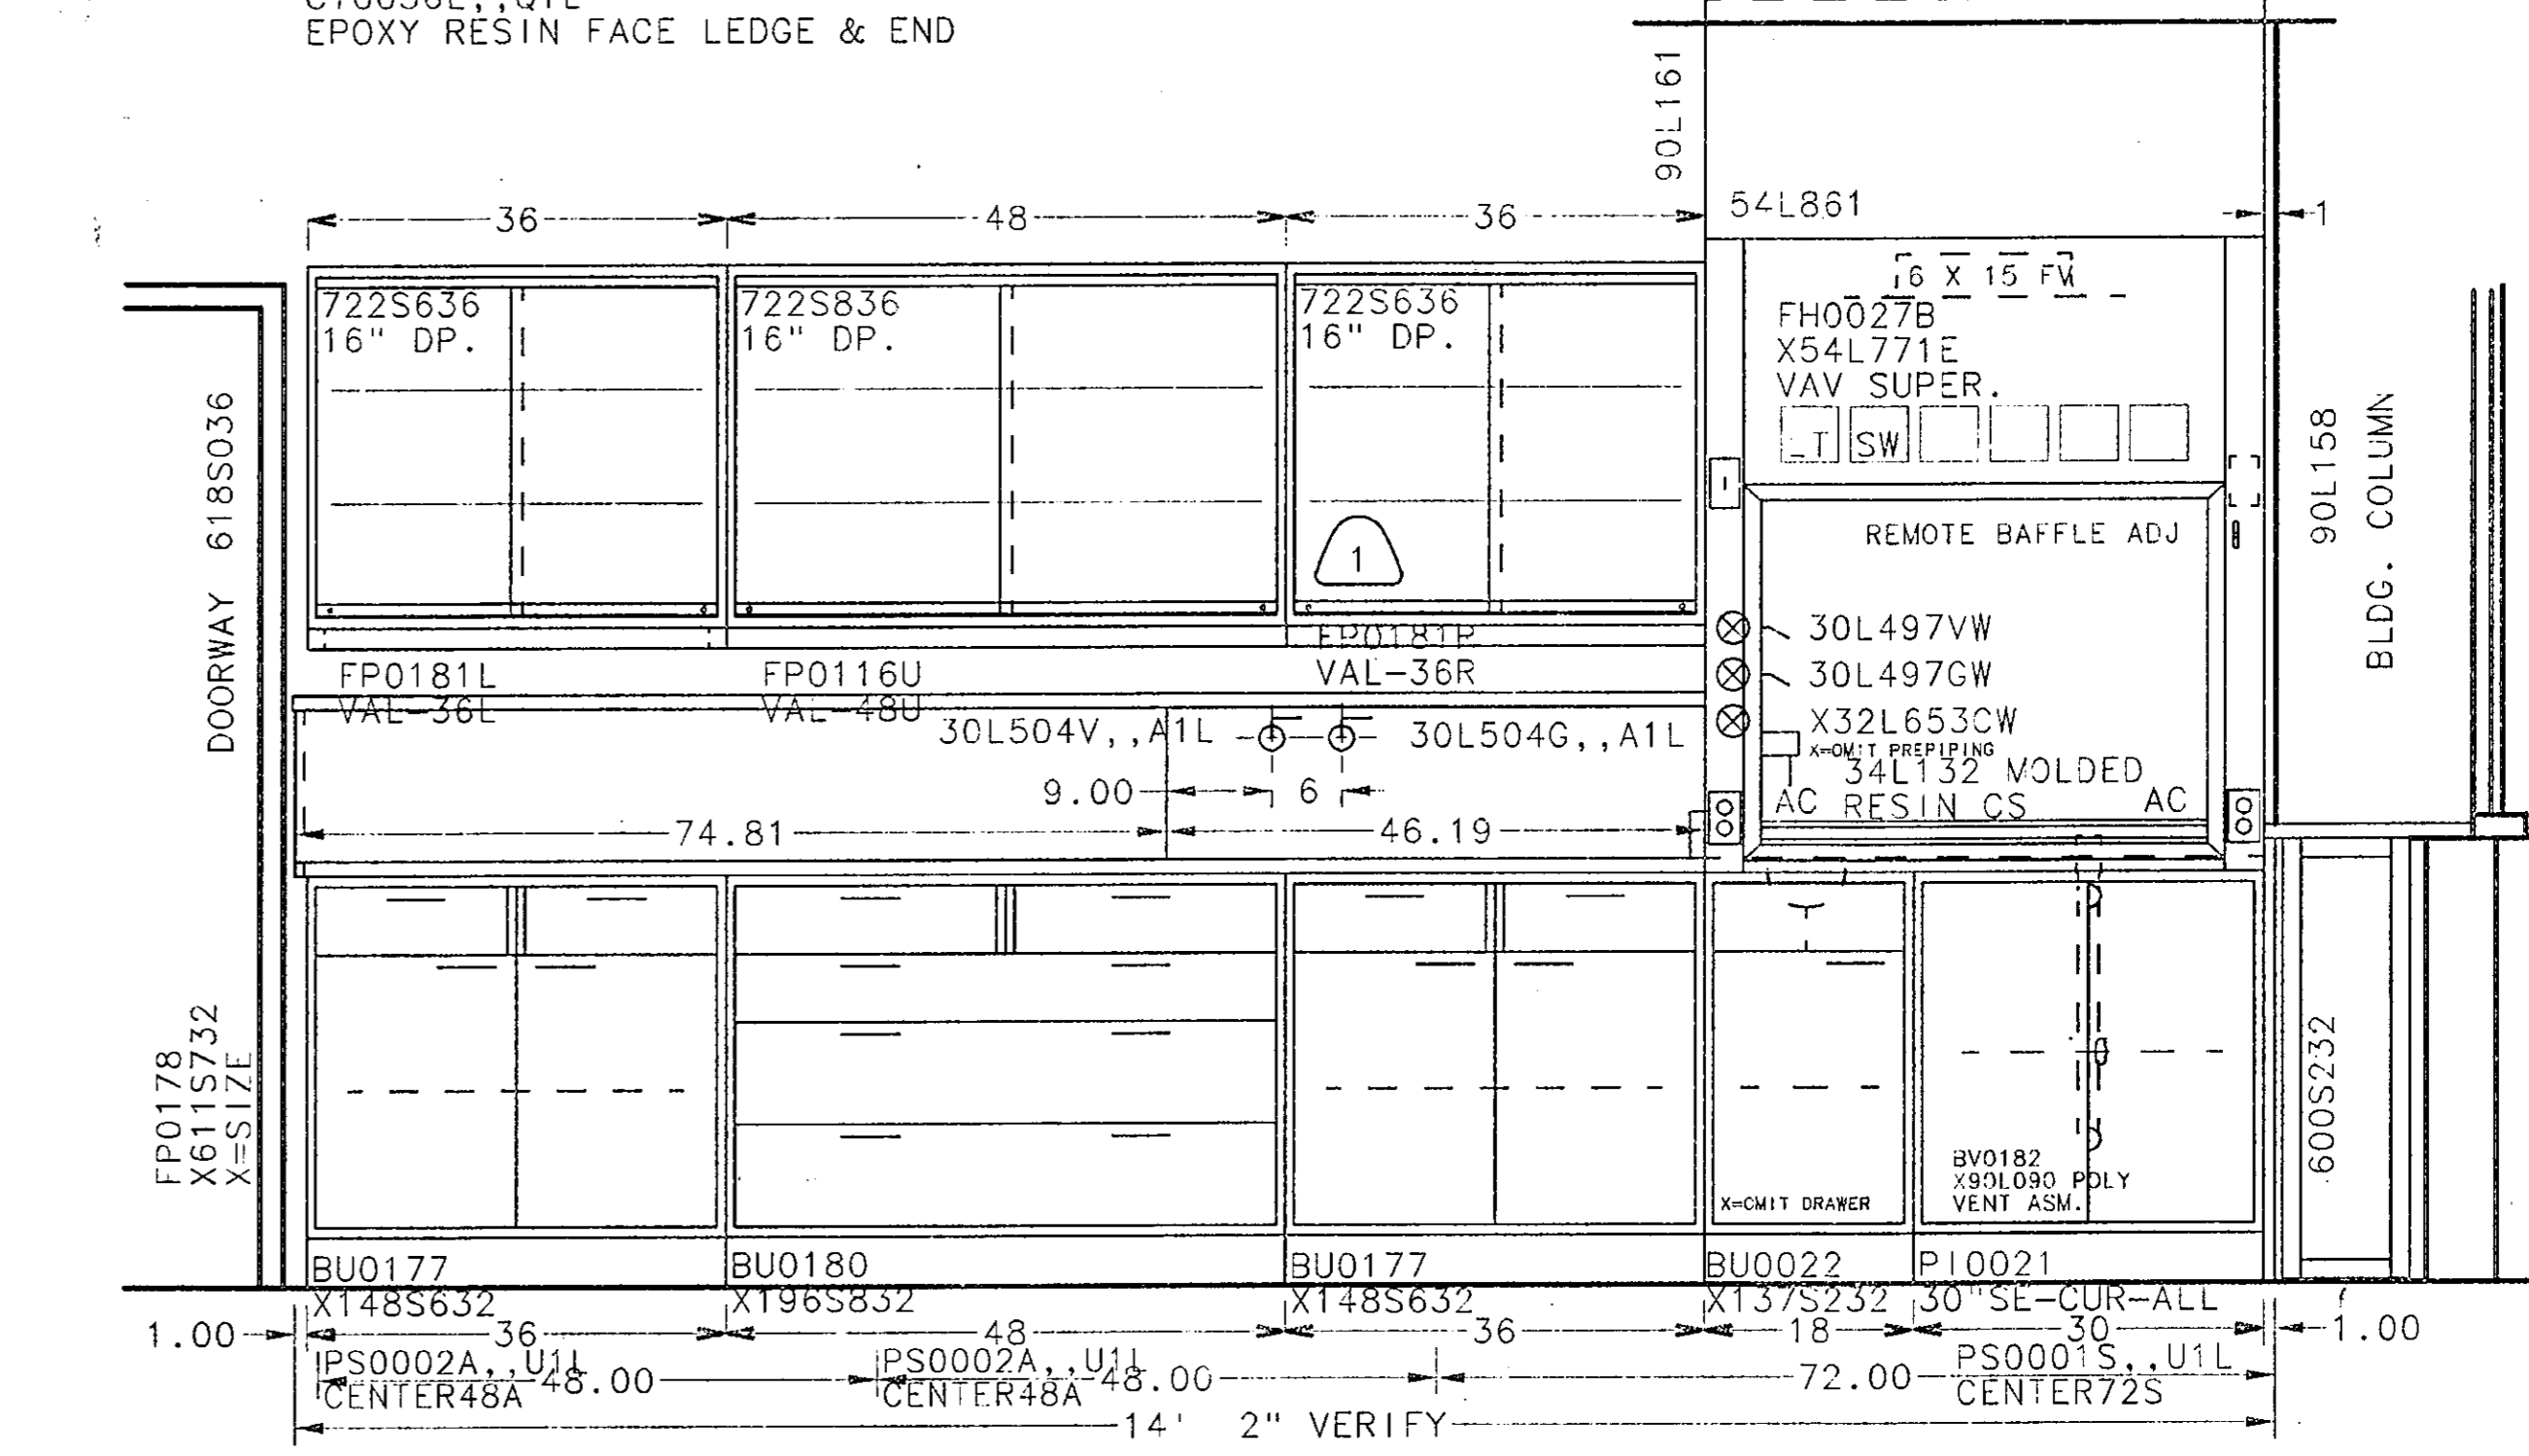 EPOXY RESIN FACE LEDGE & END
90L161
36
48
36
54L861
1
722S636
16" DP.
722S836
16" DP.
722S636
16" DP.
6 X 15 FV
FH0027B
X54L771E
VAV SUPER.
LT SW
DOORWAY 618S036
90L158
BLDG. COLUMN
REMOTE BAFFLE ADJ
1
30L497VW
30L497GW
X32L653CW
X=OMIT PREPIPING
34L132 MOLDED
AC RESIN CS AC
FP0181L
VAL-36L
FP0116U
VAL-48U
FP0181R
VAL-36R
30L504V,,A1L
30L504G,,A1L
9.00
6
74.81
46.19
FP0178
X611S732
X=SIZE
600S232
X=OMIT DRAWER
BV0182
X90L090 POLY
VENT ASM.
BU0177
X148S632
BU0180
X196S832
BU0177
X148S632
BU0022
X137S232
PI0021
30"SE-CUR-ALL
1.00
36
48
36
18
30
1.00
PS0002A,,U1L
CENTER48A
48.00
PS0002A,,U1L
CENTER48A
48.00
72.00
PS0001S,,U1L
CENTER72S
14' 2" VERIFY